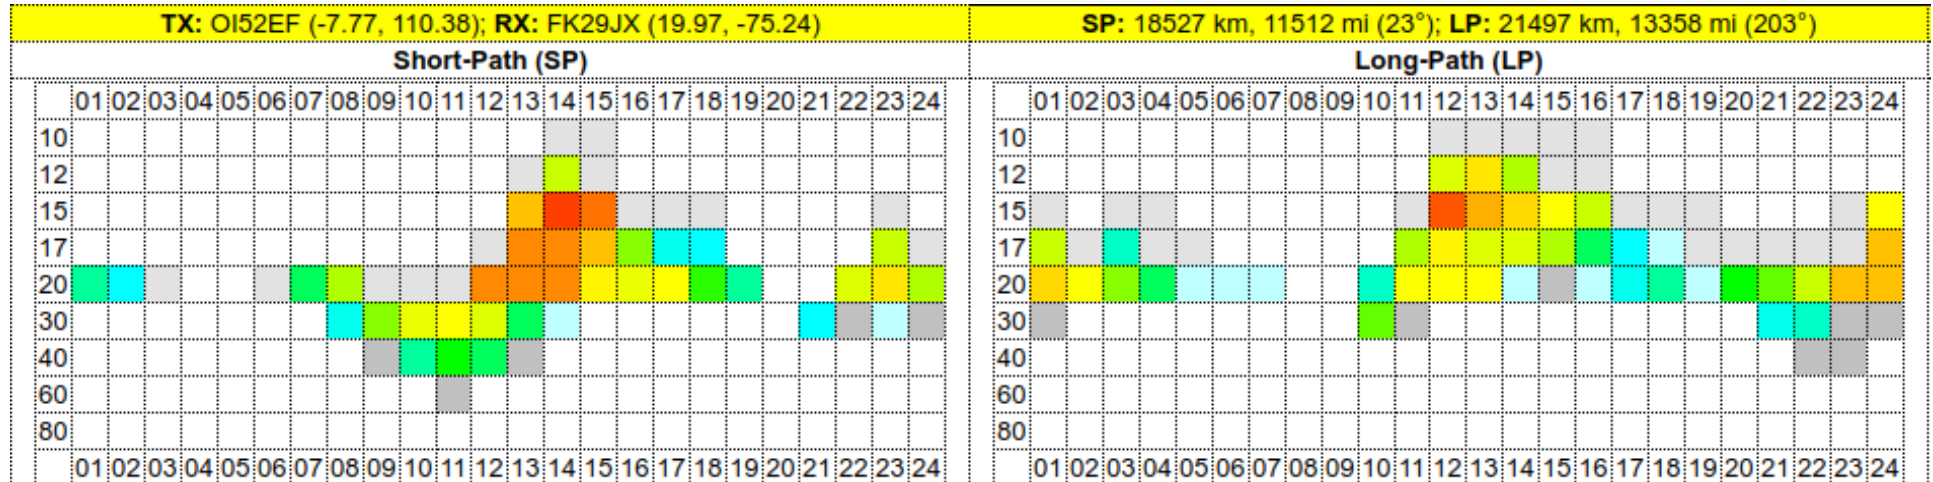 TX: OI52EF (-7.77, 110.38); RX: FK29JX (19.97, -75.24)
SP: 18527 km, 11512 mi (23°); LP: 21497 km, 13358 mi (203°)
Short-Path (SP)
Long-Path (LP)
01 02 03 04 05 06 07 08 09 10 11 12 13 14 15 16 17 18 19 20 21 22 23 24
10
12
15
17
20
30
40
60
80
01 02 03 04 05 06 07 08 09 10 11 12 13 14 15 16 17 18 19 20 21 22 23 24
01 02 03 04 05 06 07 08 09 10 11 12 13 14 15 16 17 18 19 20 21 22 23 24
10
12
15
17
20
30
40
60
80
01 02 03 04 05 06 07 08 09 10 11 12 13 14 15 16 17 18 19 20 21 22 23 24